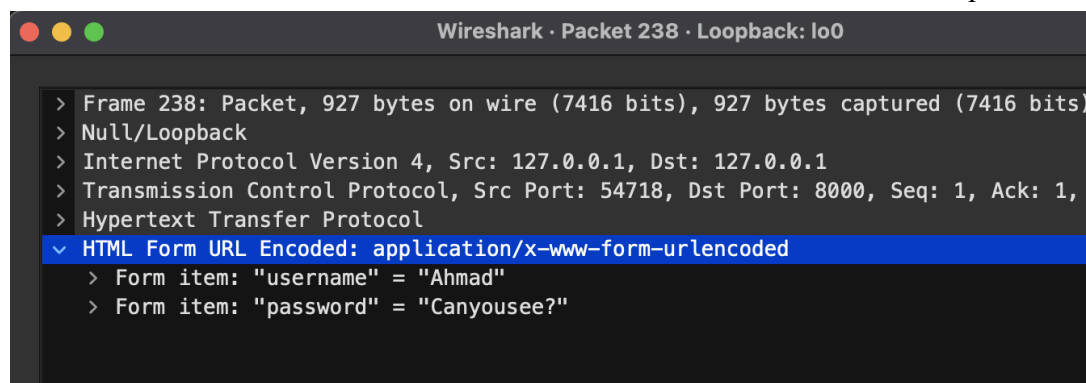 Wireshark · Packet 238 · Loopback: lo0
> Frame 238: Packet, 927 bytes on wire (7416 bits), 927 bytes captured (7416 bits)
> Null/Loopback
> Internet Protocol Version 4, Src: 127.0.0.1, Dst: 127.0.0.1
> Transmission Control Protocol, Src Port: 54718, Dst Port: 8000, Seq: 1, Ack: 1,
> Hypertext Transfer Protocol
HTML Form URL Encoded: application/x-www-form-urlencoded
> Form item: "username" = "Ahmad"
> Form item: "password" = "Canyousee?"